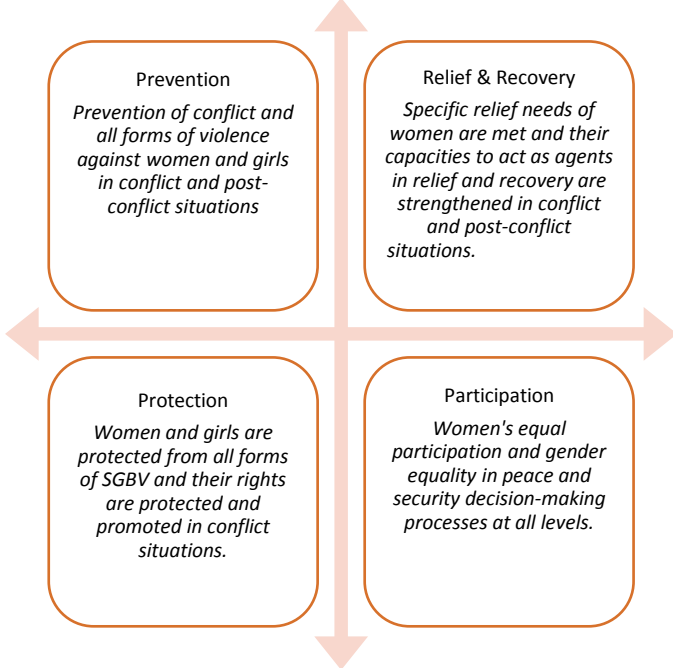 Prevention
Prevention of conflict and
all forms of violence
against women and girls
in conflict and post-
conflict situations
Relief & Recovery
Specific relief needs of
women are met and their
capacities to act as agents
in relief and recovery are
strengthened in conflict
and post-conflict
situations.
Protection
Women and girls are
protected from all forms
of SGBV and their rights
are protected and
promoted in conflict
situations.
Participation
Women's equal
participation and gender
equality in peace and
security decision-making
processes at all levels.